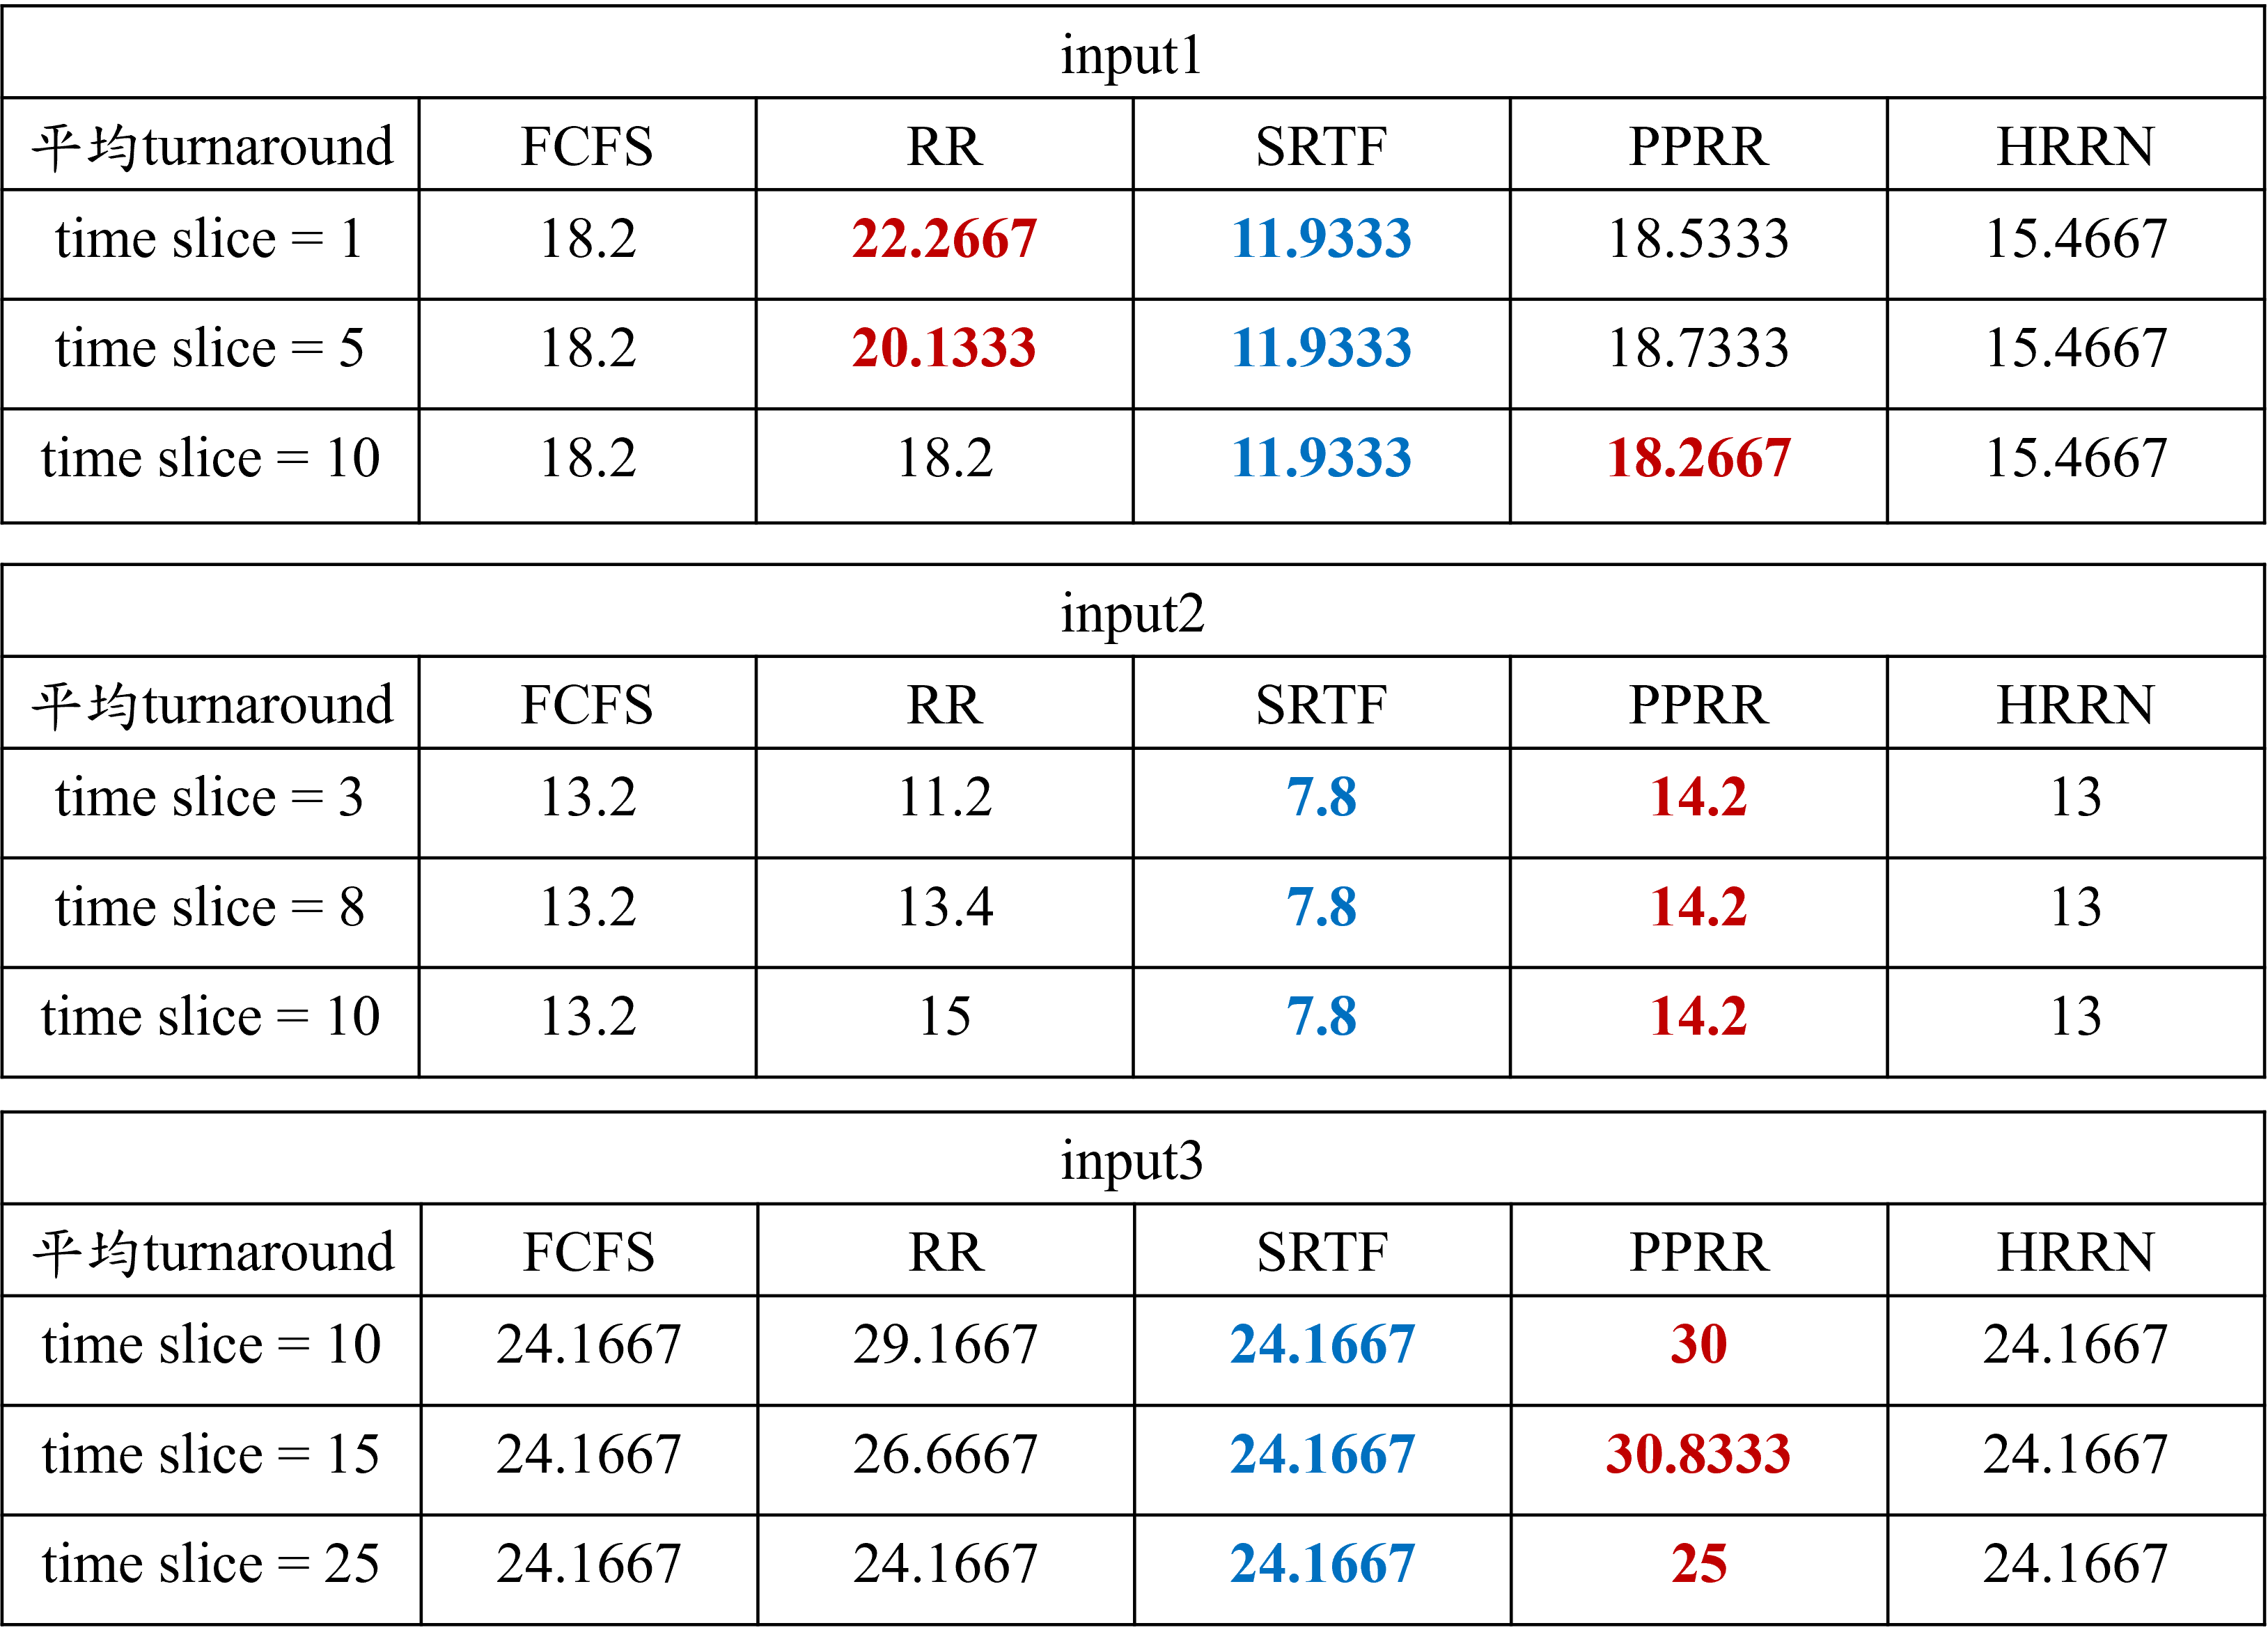 input1
平均turnaround FCFS RR SRTF PPRR HRRN
time slice = 1 18.2 22.2667 11.9333 18.5333 15.4667
time slice = 5 18.2 20.1333 11.9333 18.7333 15.4667
time slice = 10 18.2 18.2 11.9333 18.2667 15.4667
input2
平均turnaround FCFS RR SRTF PPRR HRRN
time slice = 3 13.2 11.2 7.8 14.2 13
time slice = 8 13.2 13.4 7.8 14.2 13
time slice = 10 13.2 15 7.8 14.2 13
input3
平均turnaround FCFS RR SRTF PPRR HRRN
time slice = 10 24.1667 29.1667 24.1667 30 24.1667
time slice = 15 24.1667 26.6667 24.1667 30.8333 24.1667
time slice = 25 24.1667 24.1667 24.1667 25 24.1667